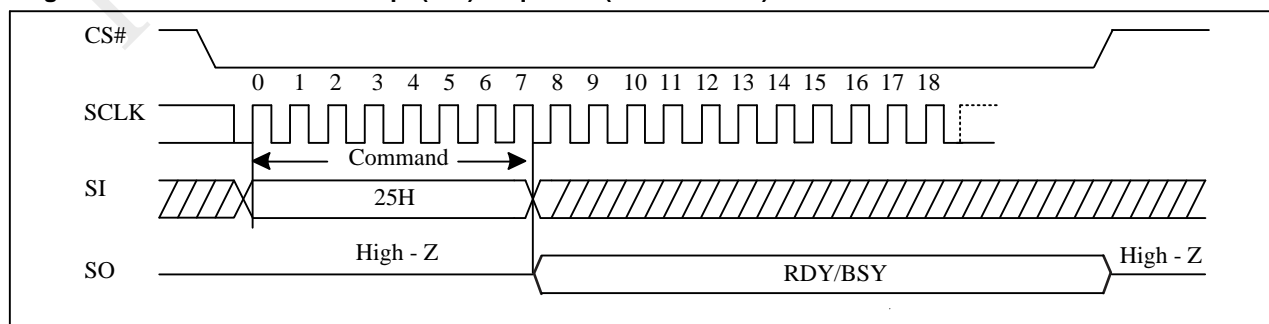 CS#
0 1 2 3 4 5 6 7 8 9 10 11 12 13 14 15 16 17 18
SCLK
Command
SI
25H
High - Z
High - Z
SO
RDY/BSY